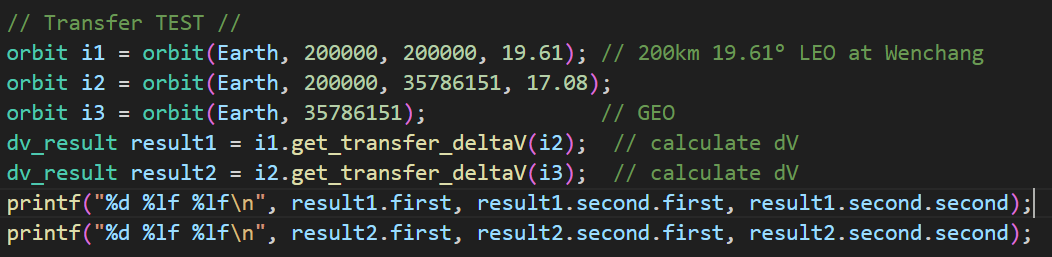 // Transfer TEST //
orbit i1 = orbit(Earth, 200000, 200000, 19.61); // 200km 19.61° LEO at Wenchang
orbit i2 = orbit(Earth, 200000, 35786151, 17.08);
orbit i3 = orbit(Earth, 35786151); // GEO
dv_result result1 = i1.get_transfer_deltaV(i2); // calculate dV
dv_result result2 = i2.get_transfer_deltaV(i3); // calculate dV
printf("%d %lf %lf\n", result1.first, result1.second.first, result1.second.second);
printf("%d %lf %lf\n", result2.first, result2.second.first, result2.second.second);